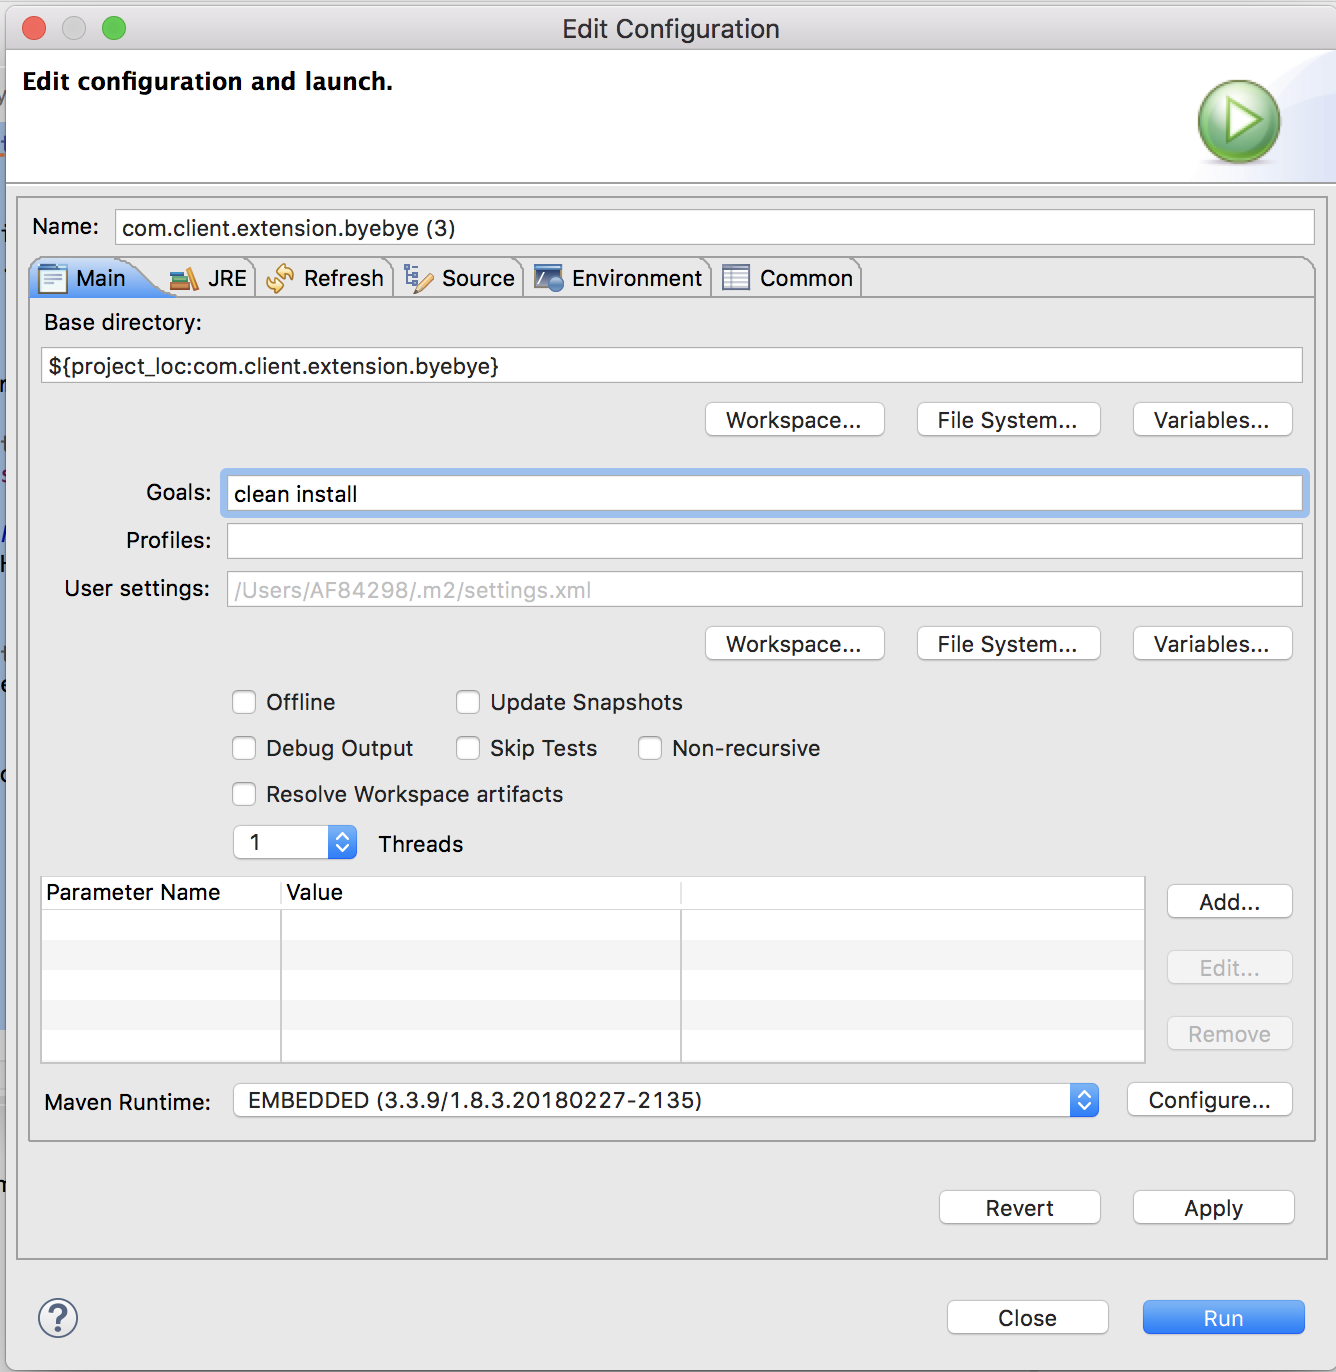 Edit Configuration
Edit configuration and launch.
Name: com.client.extension.byebye (3)
Main JRE Refresh Source Environment Common
Base directory:
${project_loc:com.client.extension.byebye}
Workspace... File System... Variables...
Goals: clean install
Profiles:
User settings: /Users/AF84298/.m2/settings.xml
Workspace... File System... Variables...
Offline Update Snapshots
Debug Output Skip Tests Non-recursive
Resolve Workspace artifacts
1 Threads
Parameter Name Value
Add...
Edit...
Remove
Maven Runtime: EMBEDDED (3.3.9/1.8.3.20180227-2135) Configure...
Revert Apply
? Close Run